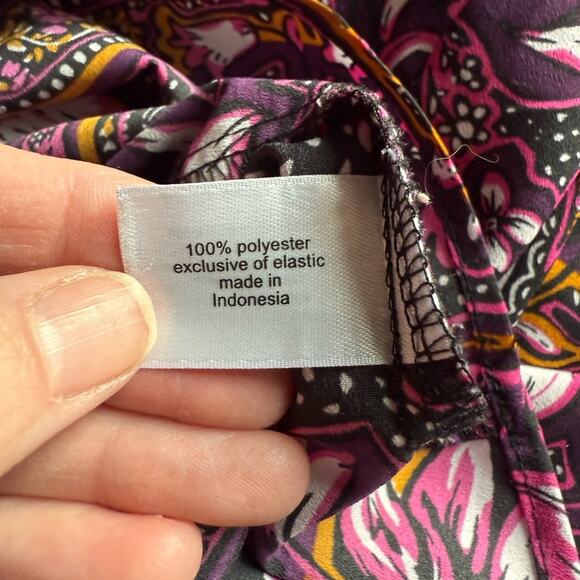 100% polyester
exclusive of elastic
made in
Indonesia